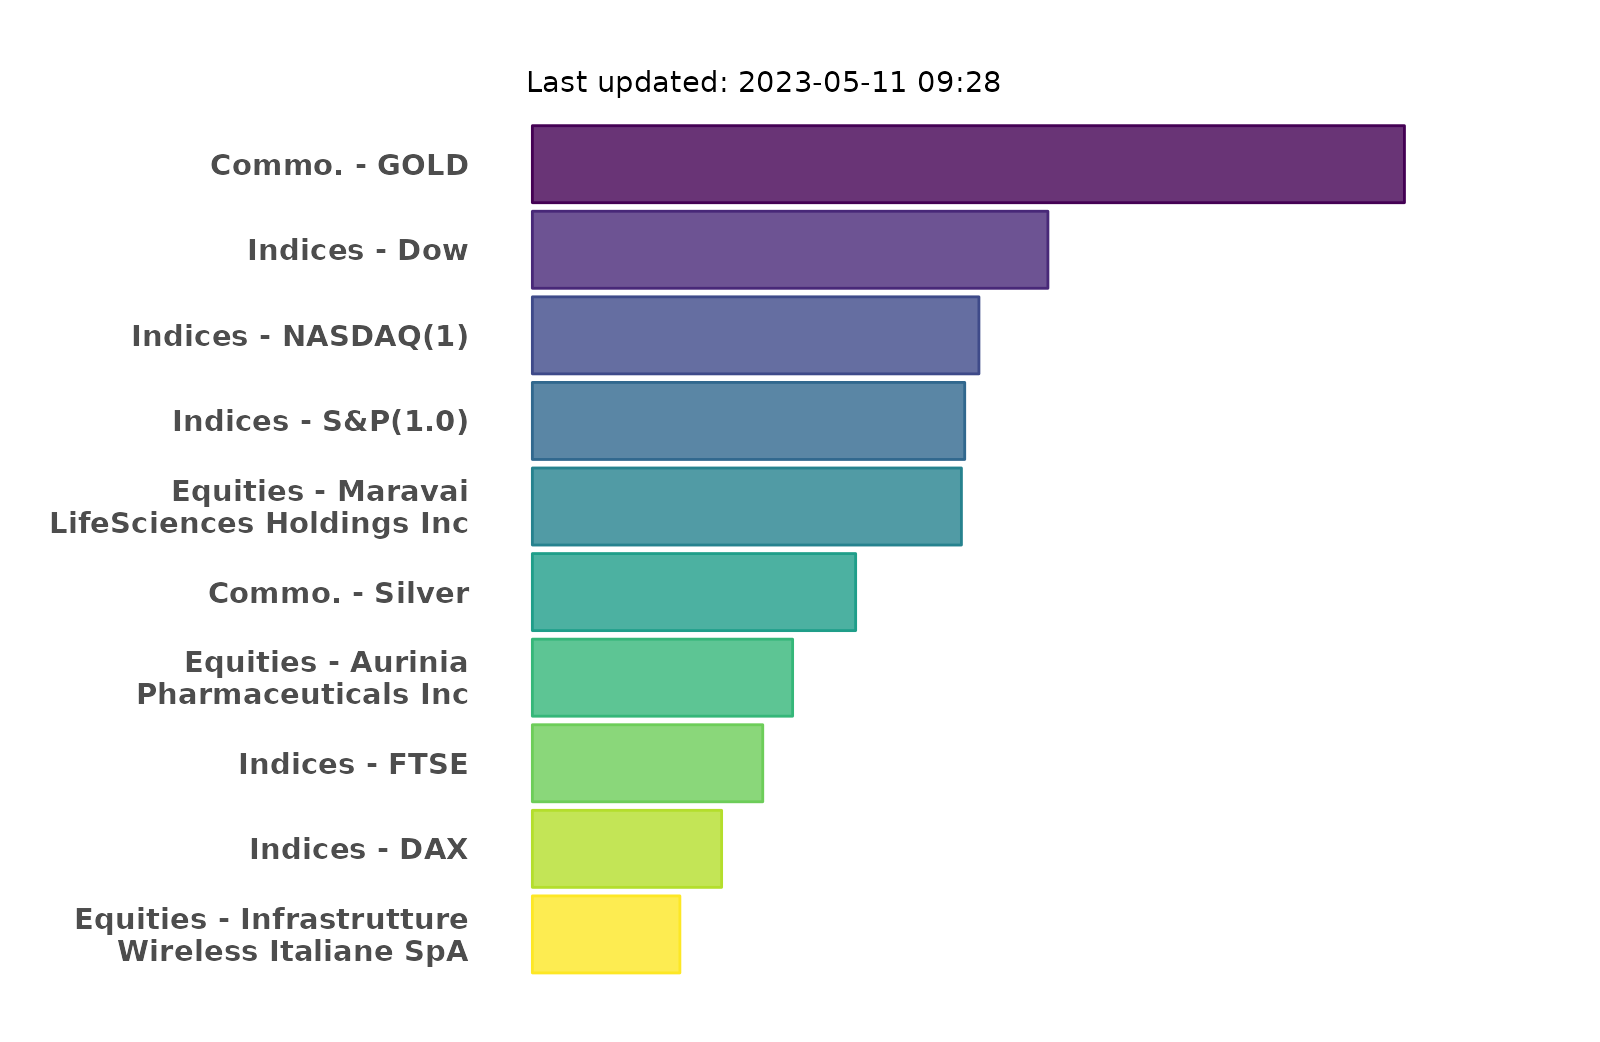 Last updated: 2023-05-11 09:28
Commo. - GOLD
Indices - Dow
Indices - NASDAQ(1)
Indices - S&P(1.0)
Equities - Maravai
LifeSciences Holdings Inc
Commo. - Silver
Equities - Aurinia
Pharmaceuticals Inc
Indices - FTSE
Indices - DAX
Equities - Infrastrutture
Wireless Italiane SpA